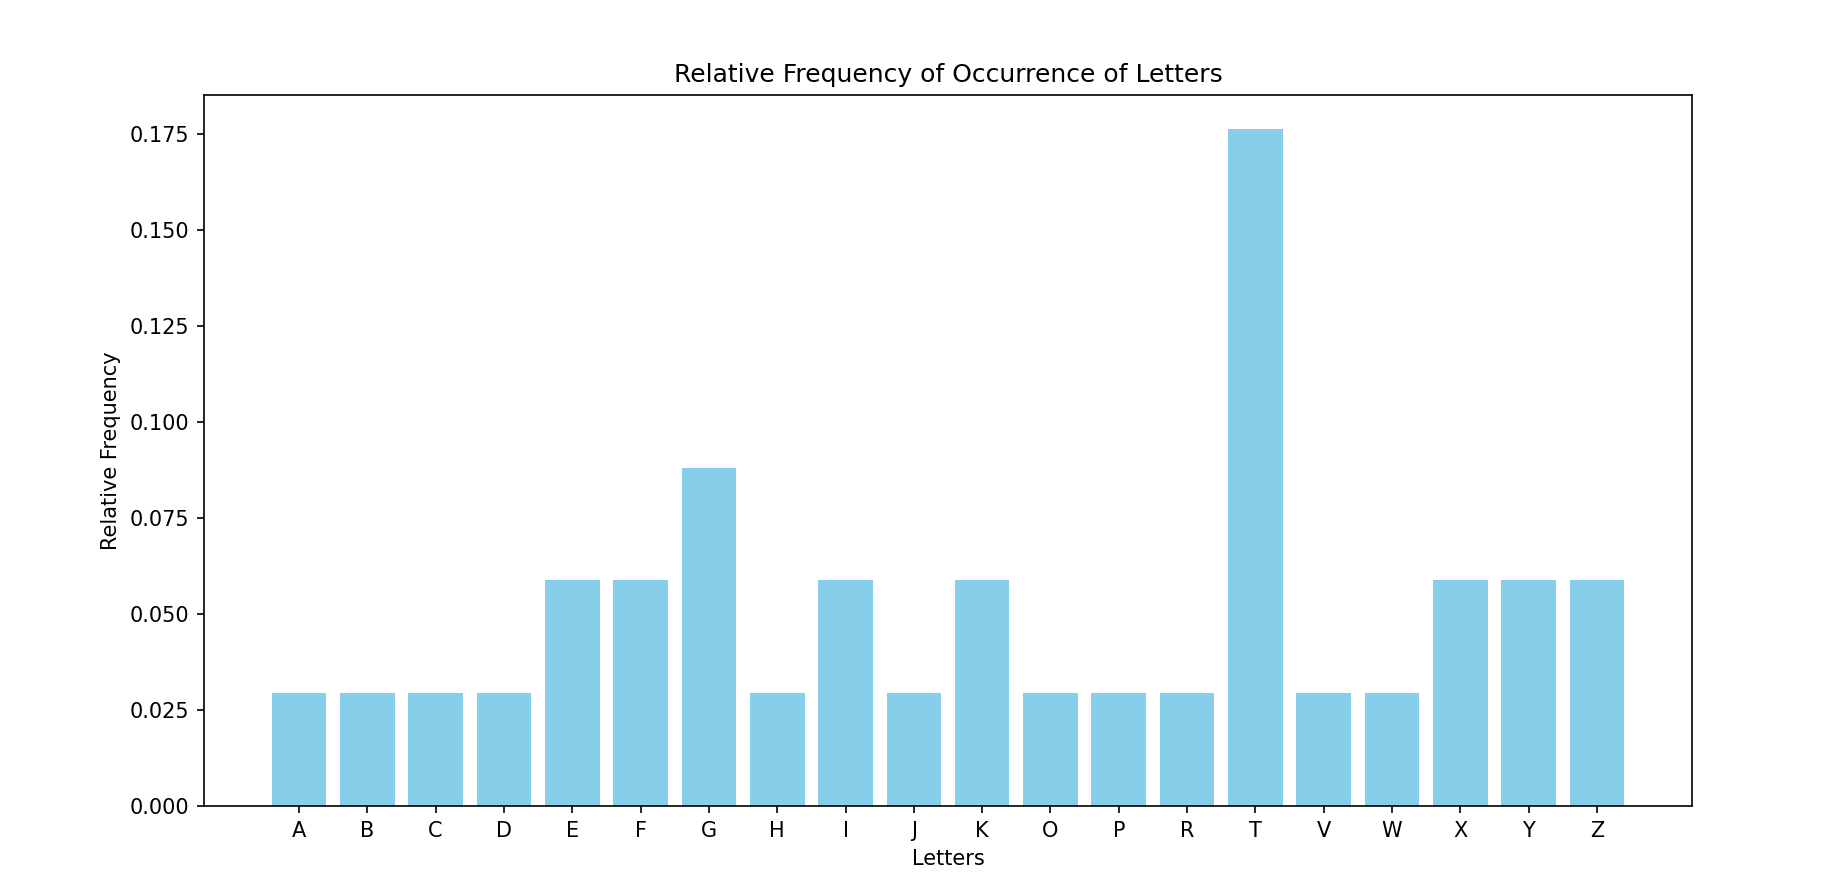 Relative Frequency of Occurrence of Letters
Relative Frequency
0.175
0.150
0.125
0.100
0.075
0.050
0.025
0.000
A B C D E F G H I J K O P R T V W X Y Z
Letters